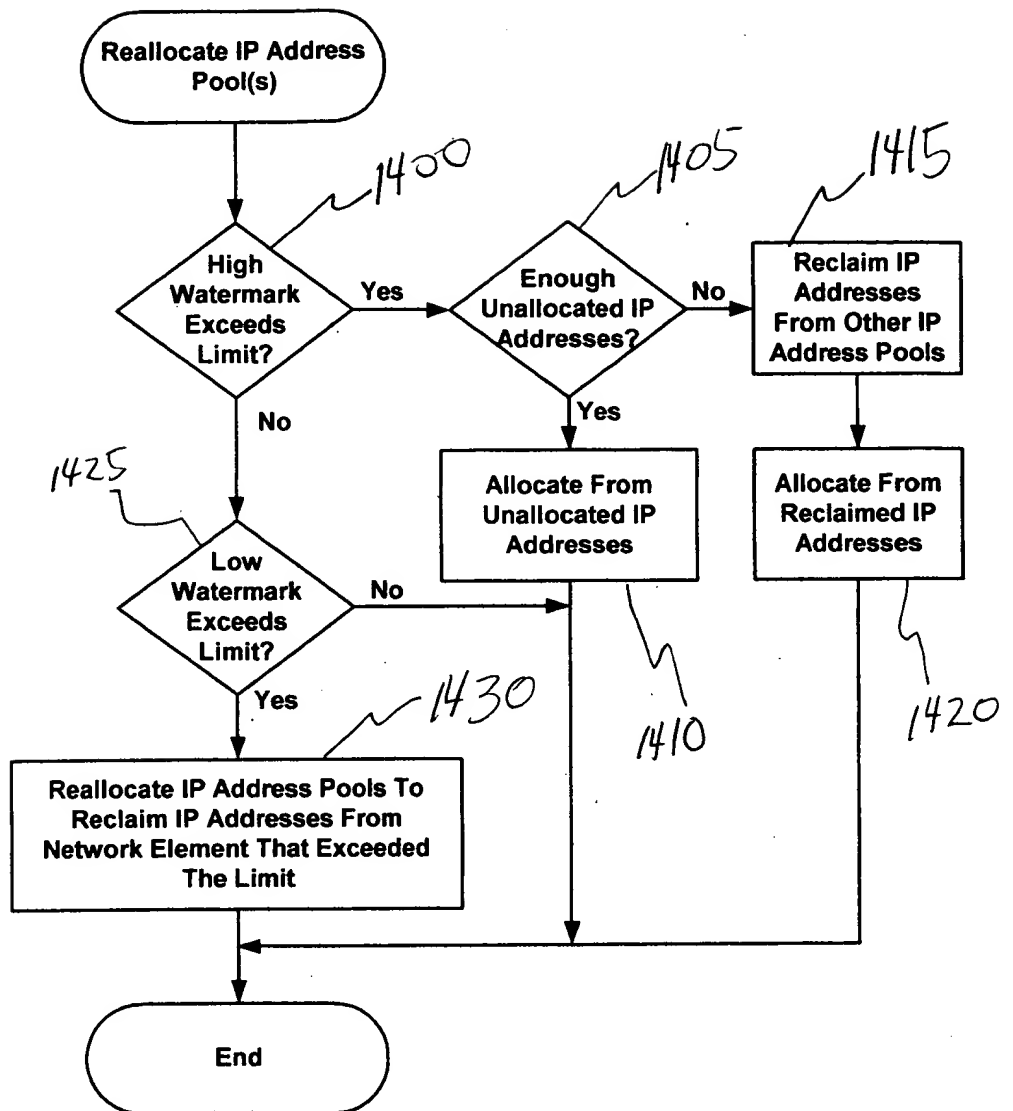 Reallocate IP Address
Pool(s)
1400
1405
1415
High
Watermark
Exceeds
Limit?
Yes
Enough
Unallocated IP
Addresses?
No
Reclaim IP
Addresses
From Other IP
Address Pools
No
Yes
1425
Allocate From
Unallocated IP
Addresses
Allocate From
Reclaimed IP
Addresses
Low
Watermark
Exceeds
Limit?
No
Yes
1430
1410
1420
Reallocate IP Address Pools To
Reclaim IP Addresses From
Network Element That Exceeded
The Limit
End